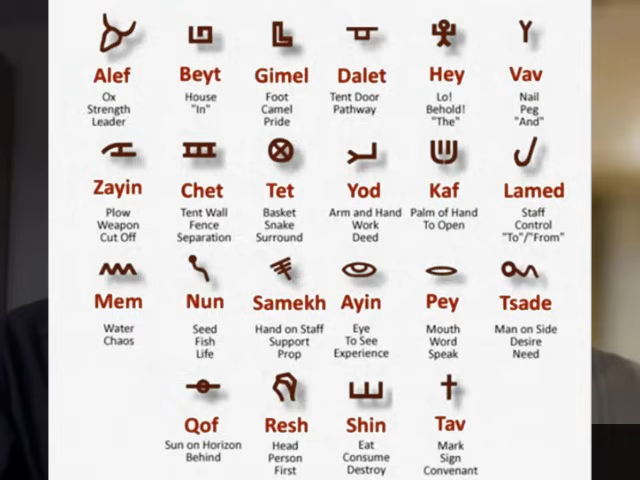 Alef Beyt Gimel Dalet Hey Vav
Ox House Foot Tent Door Lo! Nail
Strength "In" Camel Pathway Behold! Peg
Leader Pride "The" "And"
Zayin Chet Tet Yod Kaf Lamed
Plow Tent Wall Basket Arm and Hand Palm of Hand Staff
Weapon Fence Snake Work To Open Control
Cut Off Separation Surround Deed "To"/"From"
Mem Nun Samekh Ayin Pey Tsade
Water Seed Hand on Staff Eye Mouth Man on Side
Chaos Fish Support To See Word Desire
Life Prop Experience Speak Need
Qof Resh Shin Tav
Sun on Horizon Head Eat Mark
Behind Person Consume Sign
First Destroy Convenant